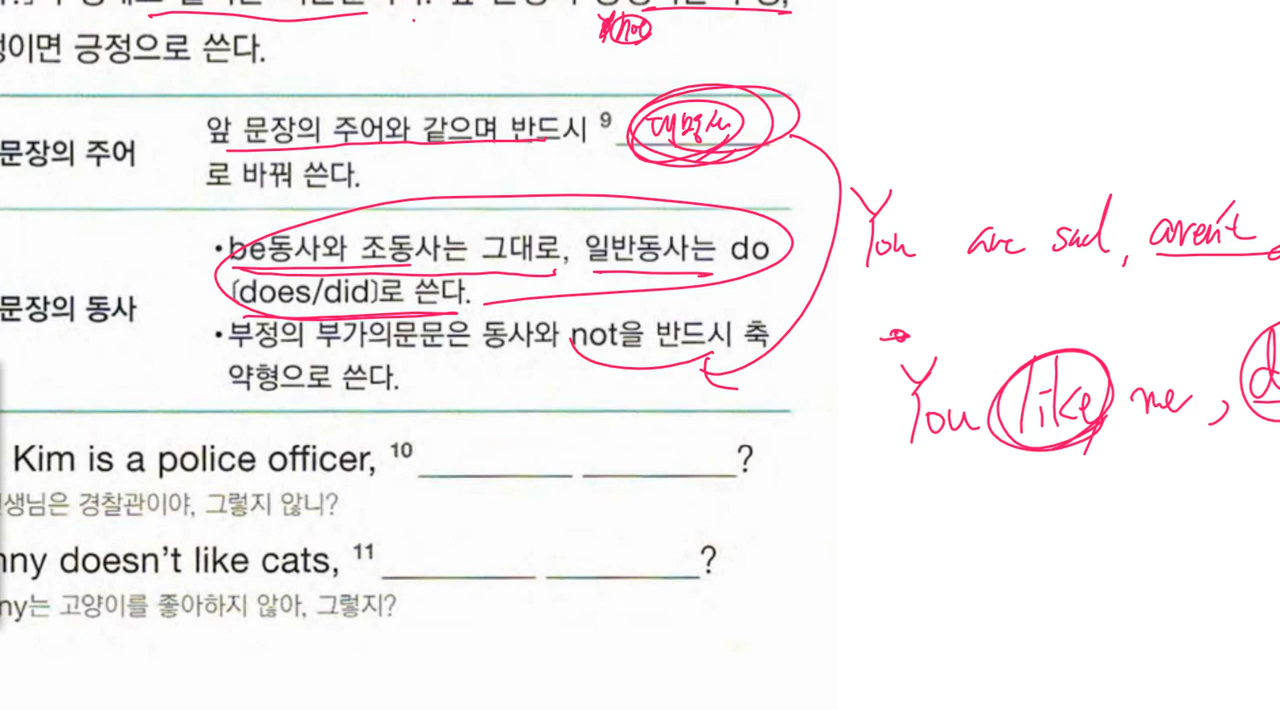 정이면 긍정으로 쓴다.
not
문장의 주어
앞 문장의 주어와 같으며 반드시 9 대명사
로 바꿔 쓴다.
문장의 동사
•be동사와 조동사는 그대로, 일반동사는 do
(does/did)로 쓴다.
•부정의 부가의문문은 동사와 not을 반드시 축
약형으로 쓴다.
You are sad, aren't
You like me, d
Kim is a police officer, 10 ____ ____?
생님은 경찰관이야, 그렇지 않니?
nny doesn't like cats, 11 ____ ____?
ny는 고양이를 좋아하지 않아, 그렇지?